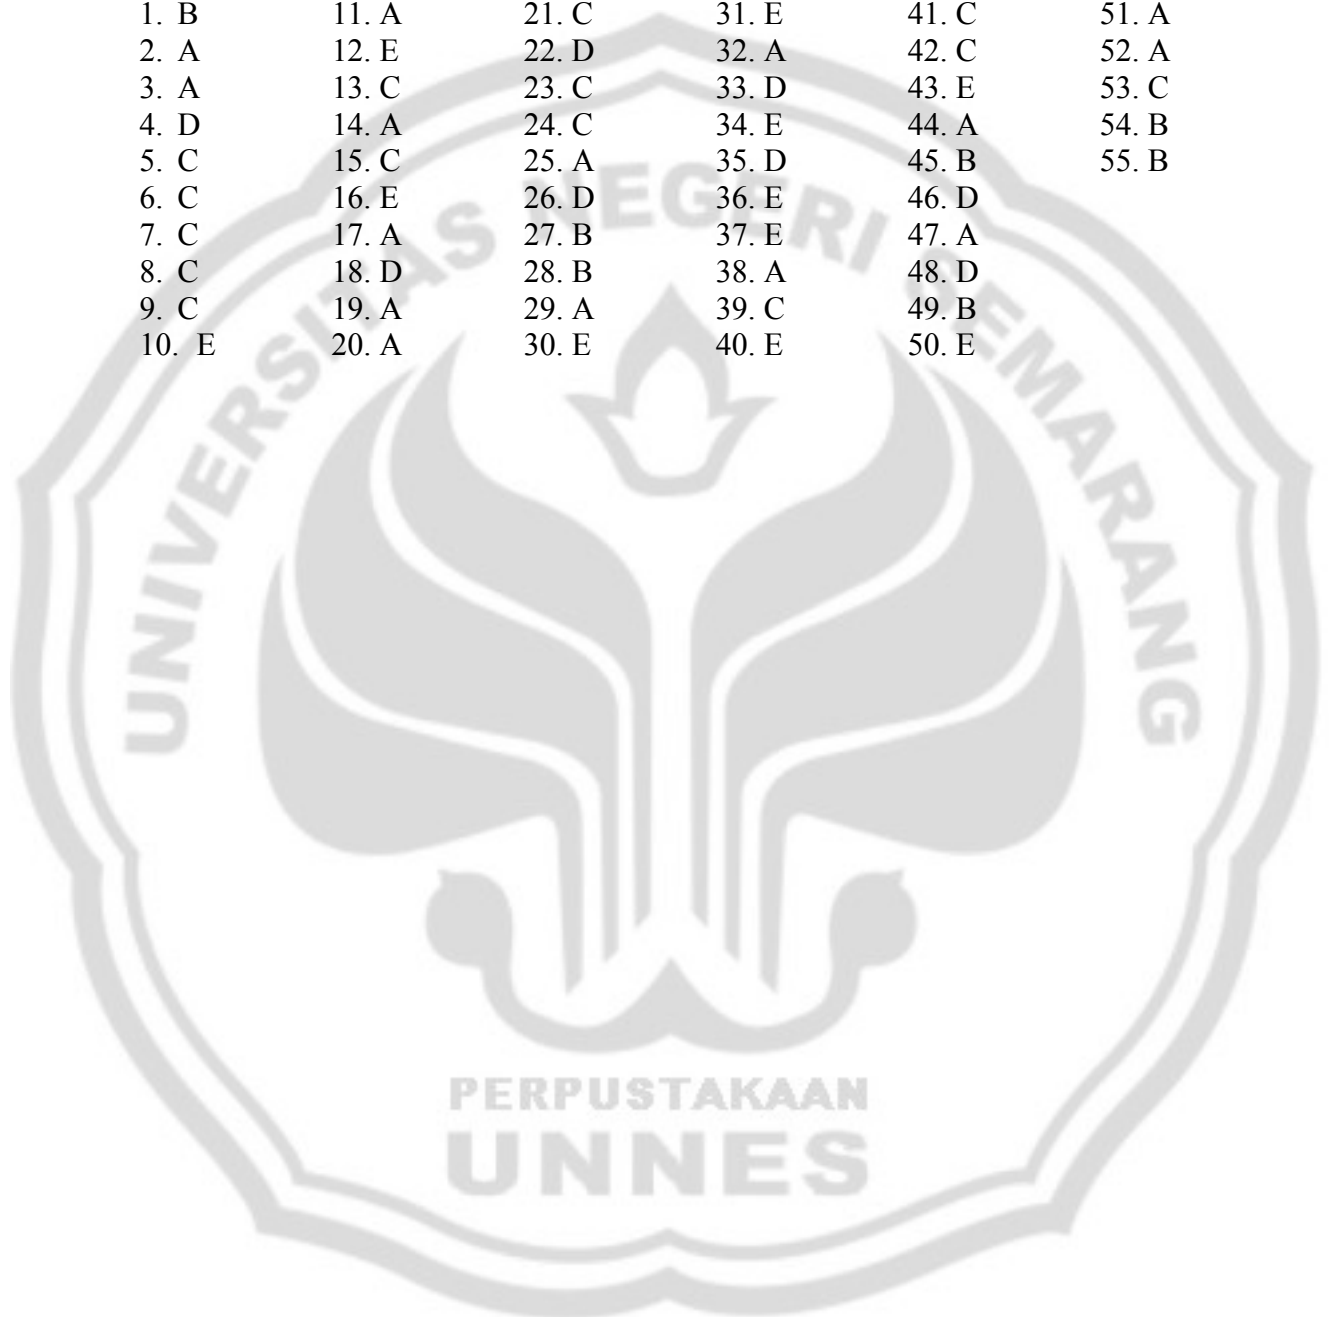 1. B 11. A 21. C 31. E 41. C 51. A
2. A 12. E 22. D 32. A 42. C 52. A
3. A 13. C 23. C 33. D 43. E 53. C
4. D 14. A 24. C 34. E 44. A 54. B
5. C 15. C 25. A 35. D 45. B 55. B
6. C 16. E 26. D 36. E 46. D
7. C 17. A 27. B 37. E 47. A
8. C 18. D 28. B 38. A 48. D
9. C 19. A 29. A 39. C 49. B
10. E 20. A 30. E 40. E 50. E
UNIVERSITAS NEGERI SEMARANG
PERPUSTAKAAN
UNNES